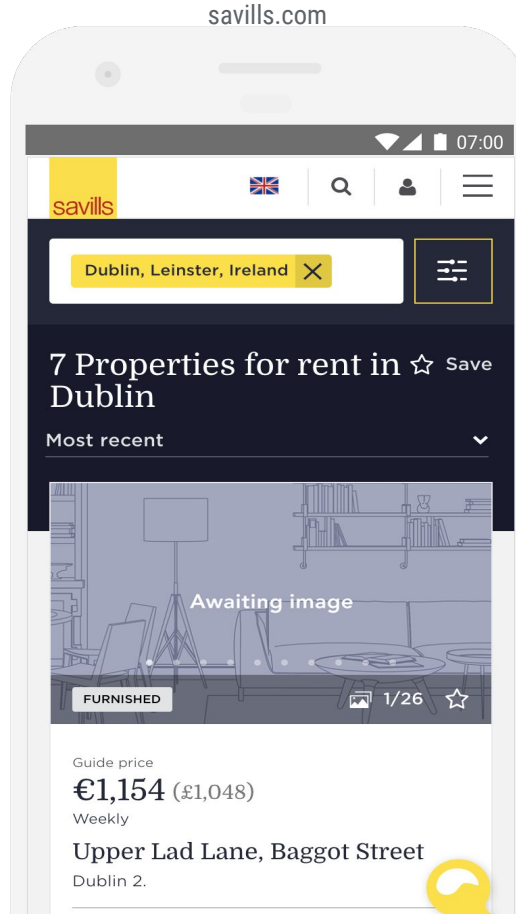 savills.com
07:00
savills
Dublin, Leinster, Ireland
7 Properties for rent in
Dublin
Save
Most recent
Awaiting image
FURNISHED
1/26
Guide price
€1,154 (£1,048)
Weekly
Upper Lad Lane, Baggot Street
Dublin 2.